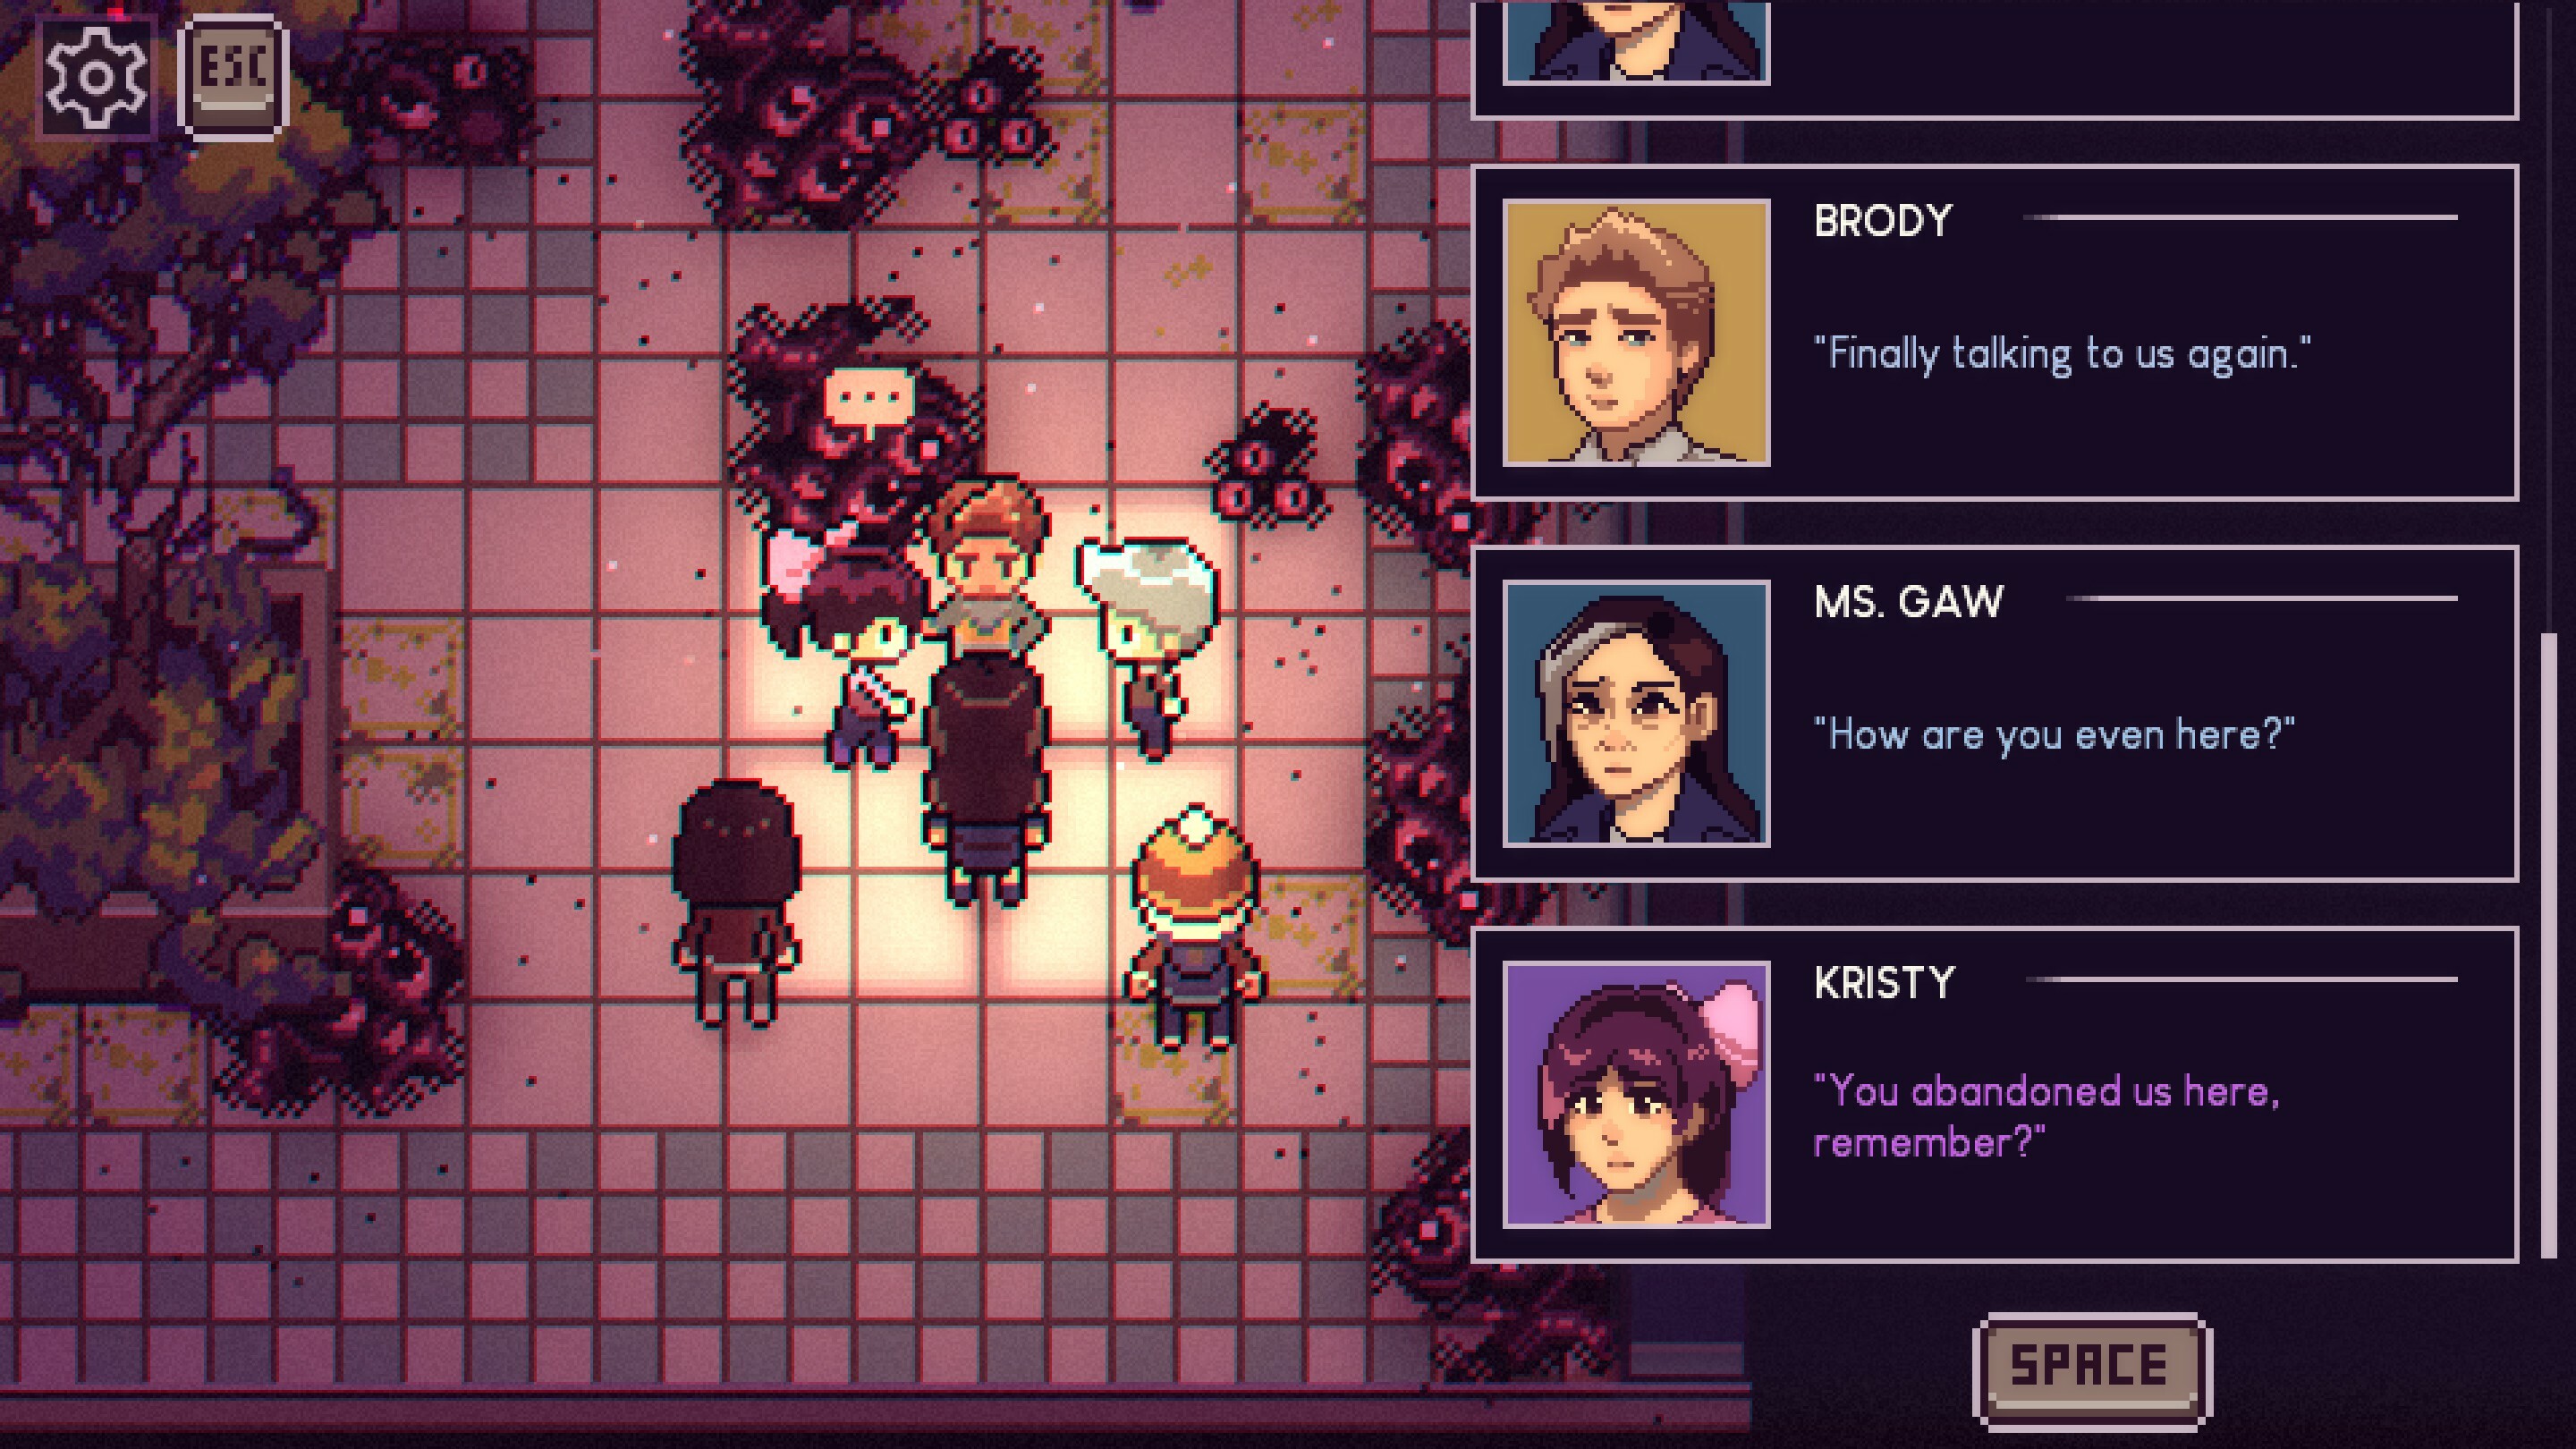 ESC
BRODY
"Finally talking to us again."
MS. GAW
"How are you even here?"
KRISTY
"You abandoned us here,
remember?"
SPACE